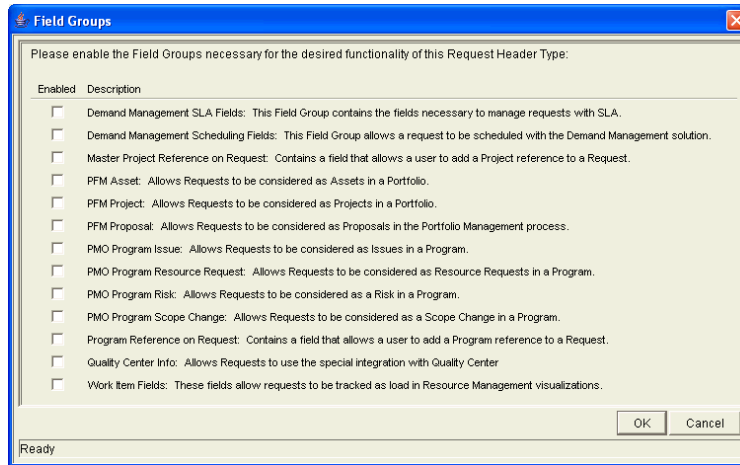 Field Groups
Please enable the Field Groups necessary for the desired functionality of this Request Header Type:
Enabled Description
Demand Management SLA Fields: This Field Group contains the fields necessary to manage requests with SLA.
Demand Management Scheduling Fields: This Field Group allows a request to be scheduled with the Demand Management solution.
Master Project Reference on Request: Contains a field that allows a user to add a Project reference to a Request.
PFM Asset: Allows Requests to be considered as Assets in a Portfolio.
PFM Project: Allows Requests to be considered as Projects in a Portfolio.
PFM Proposal: Allows Requests to be considered as Proposals in the Portfolio Management process.
PMO Program Issue: Allows Requests to be considered as Issues in a Program.
PMO Program Resource Request: Allows Requests to be considered as Resource Requests in a Program.
PMO Program Risk: Allows Requests to be considered as a Risk in a Program.
PMO Program Scope Change: Allows Requests to be considered as a Scope Change in a Program.
Program Reference on Request: Contains a field that allows a user to add a Program reference to a Request.
Quality Center Info: Allows Requests to use the special integration with Quality Center
Work Item Fields: These fields allow requests to be tracked as load in Resource Management visualizations.
OK Cancel
Ready